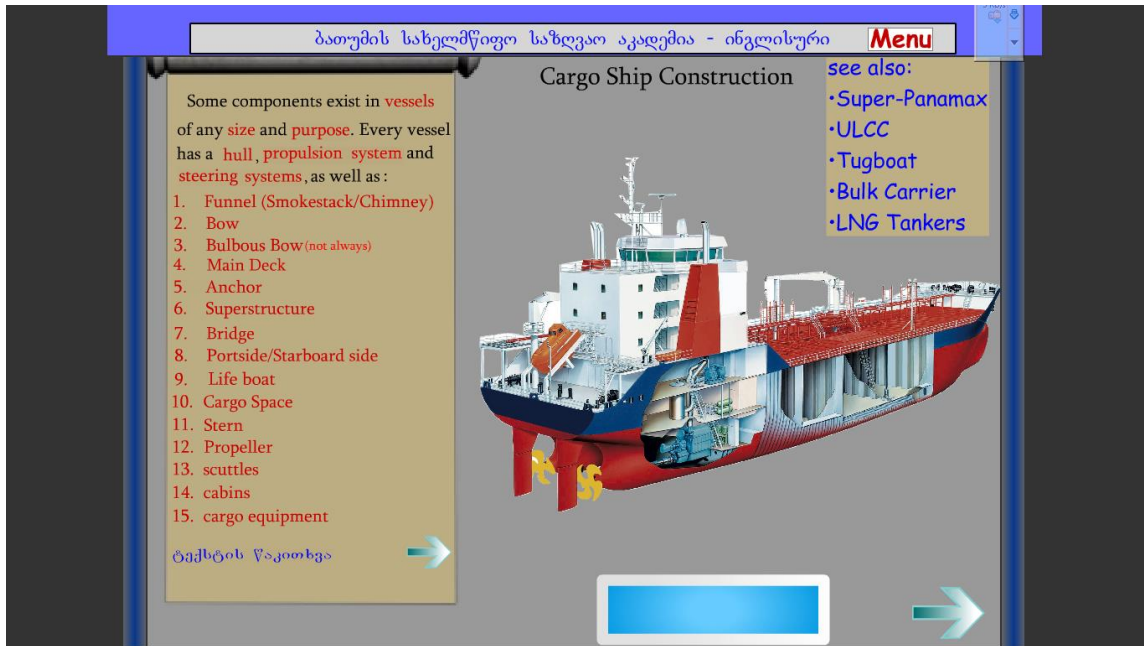 ბათუმის სახელმწიფო საზღვაო აკადემია - ინგლისური
Menu
Cargo Ship Construction
Some components exist in vessels
of any size and purpose. Every vessel
has a hull, propulsion system and
steering systems, as well as:
1. Funnel (Smokestack/Chimney)
2. Bow
3. Bulbous Bow (not always)
4. Main Deck
5. Anchor
6. Superstructure
7. Bridge
8. Portside/Starboard side
9. Life boat
10. Cargo Space
11. Stern
12. Propeller
13. scuttles
14. cabins
15. cargo equipment
ტექსტის წაკითხვა
see also:
•Super-Panamax
•ULCC
•Tugboat
•Bulk Carrier
•LNG Tankers